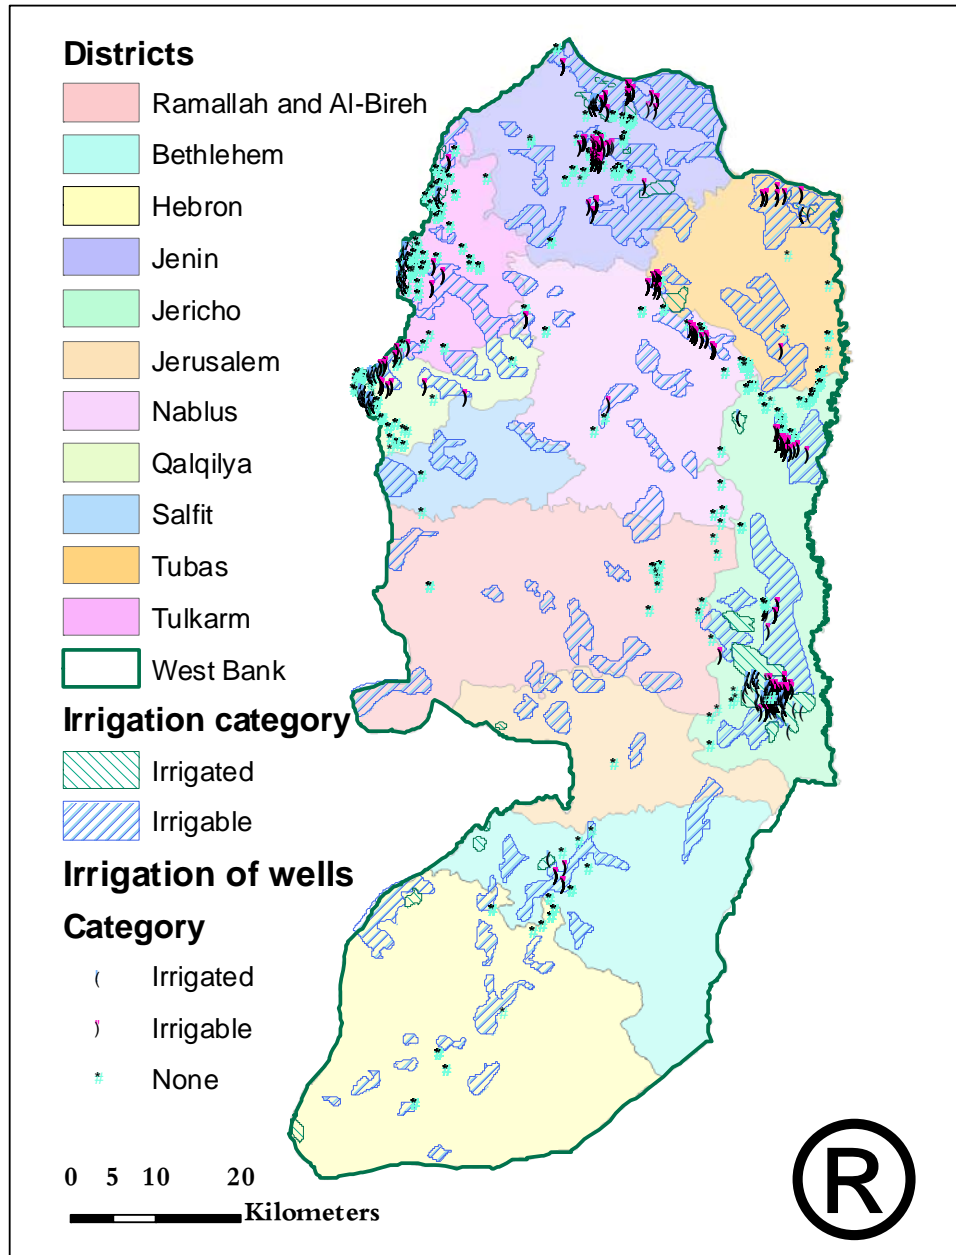 Districts
Ramallah and Al-Bireh
Bethlehem
Hebron
Jenin
Jericho
Jerusalem
Nablus
Qalqilya
Salfit
Tubas
Tulkarm
West Bank
Irrigation category
Irrigated
Irrigable
Irrigation of wells
Category
Irrigated
Irrigable
None
0 5 10 20
Kilometers
R